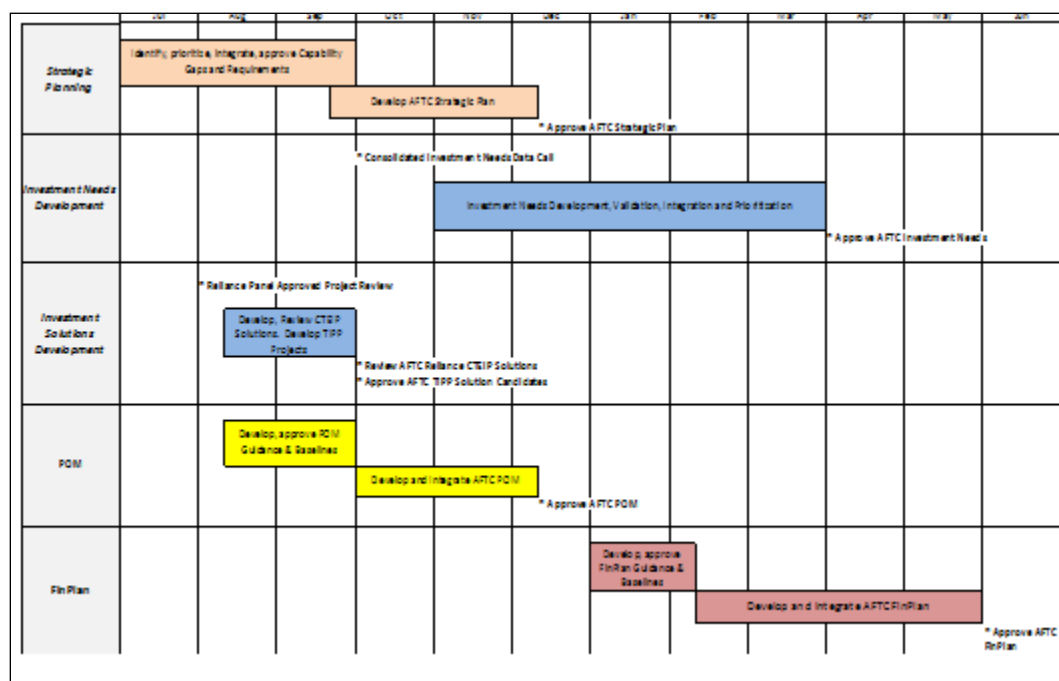 Jul Aug Sep Oct Nov Dec Jan Feb Mar Apr May Jun
Strategic
Planning
Identify, prioritize, integrate, approve Capability
Gaps and Requirements
Develop AFTC Strategic Plan
* Approve AFTC Strategic Plan
Investment Needs
Development
* Consolidated Investment Needs Data Call
Investment Needs Development, Validation, Integration and Prioritization
* Approve AFTC Investment Needs
Investment
Solutions
Development
* Reliance Panel Approved Project Review
Develop, Review CTEIP
Solutions. Develop TIPP
Projects
* Review AFTC Reliance CTEIP Solutions
* Approve AFTC TIPP Solution Candidates
POM
Develop, approve POM
Guidance & Baselines
Develop and Integrate AFTC POM
* Approve AFTC POM
FinPlan
Develop, approve
FinPlan Guidance &
Baselines
Develop and Integrate AFTC FinPlan
* Approve AFTC
FinPlan